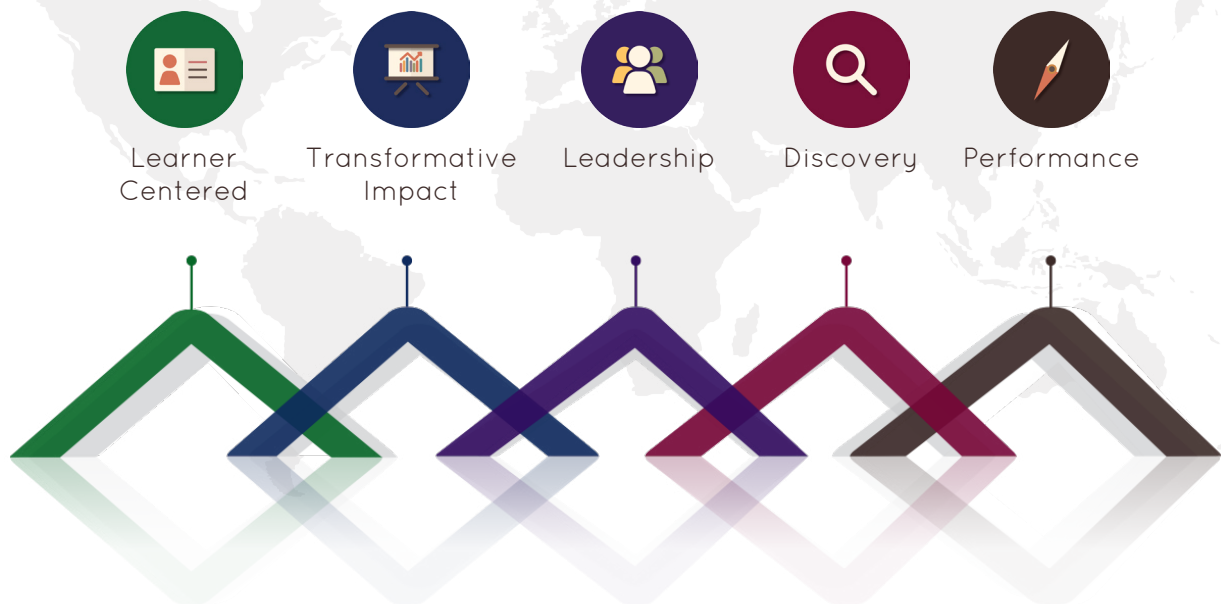 Learner
Centered
Transformative
Impact
Leadership
Discovery
Performance